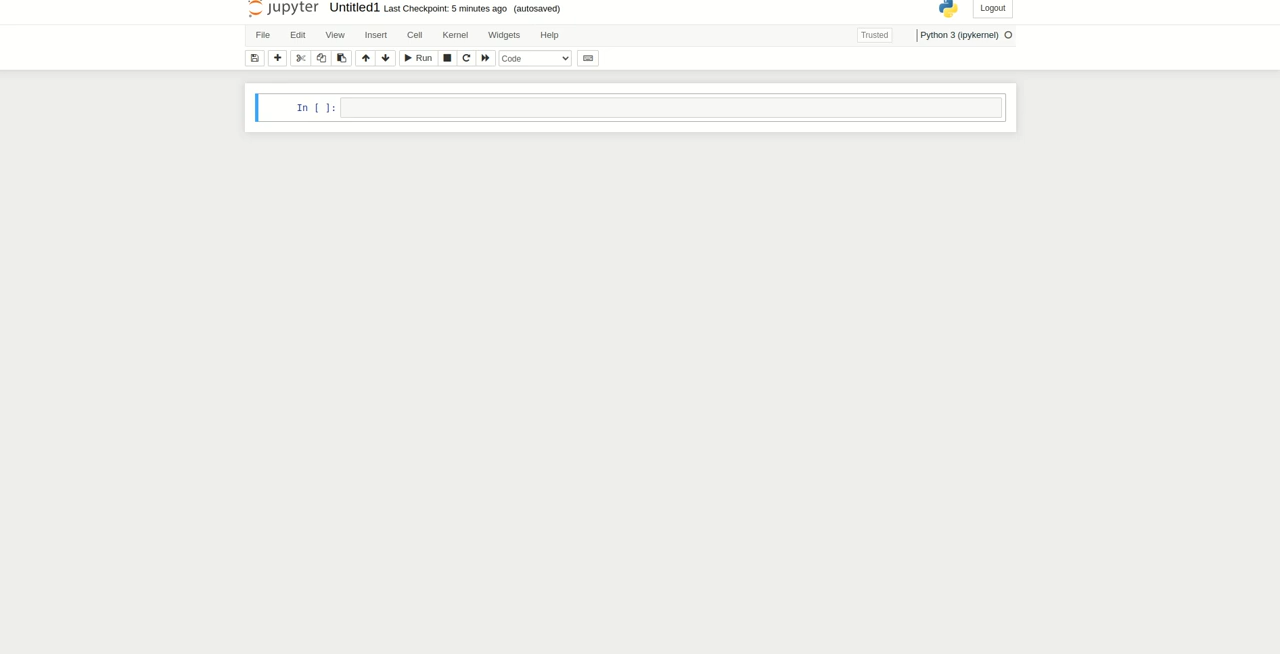 jupyter Untitled1 Last Checkpoint: 5 minutes ago (autosaved) Logout
File Edit View Insert Cell Kernel Widgets Help Trusted Python 3 (ipykernel)
Run Code
In [ ]: